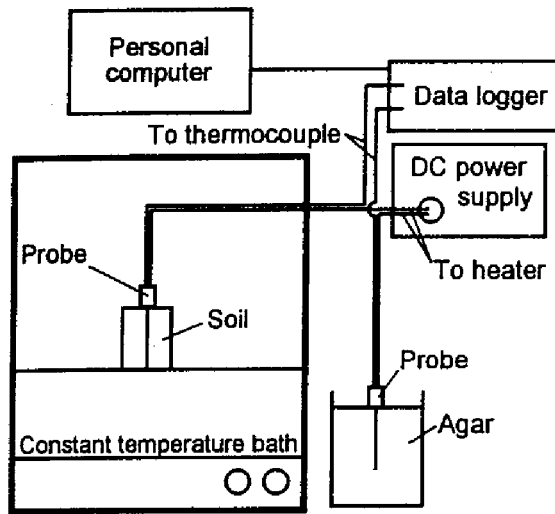 Personal
computer
Data logger
To thermocouple
DC power
supply
Probe
To heater
Soil
Probe
Agar
Constant temperature bath